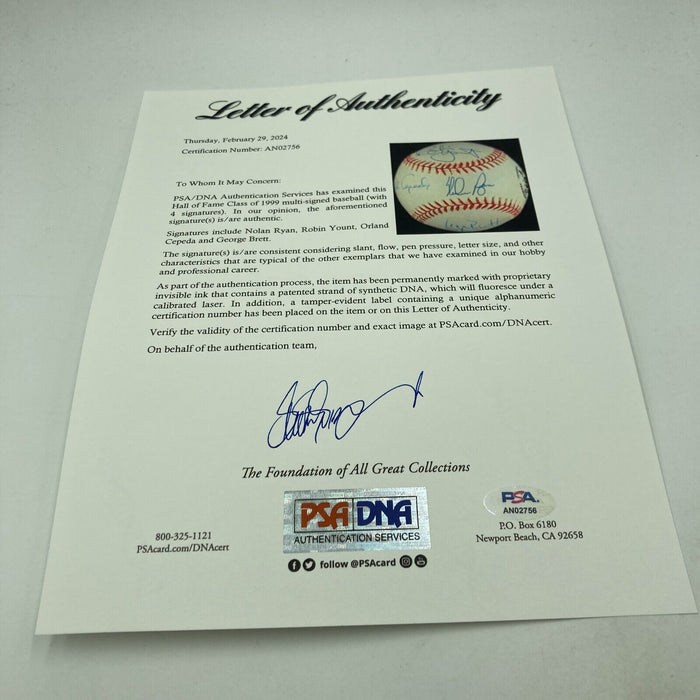 Letter of Authenticity
Thursday, February 29, 2024
Certification Number: AN02756
To Whom It May Concern:
PSA/DNA Authentication Services has examined this
Hall of Fame Class of 1999 multi-signed baseball (with
4 signatures). In our opinion, the aforementioned
signature(s) is/are authentic.
Signatures include Nolan Ryan, Robin Yount, Orland
Cepeda and George Brett.
The signature(s) is/are consistent considering slant, flow, pen pressure, letter size, and other
characteristics that are typical of the other exemplars that we have examined in our hobby
and professional career.
As part of the authentication process, the item has been permanently marked with proprietary
invisible ink that contains a patented strand of synthetic DNA, which will fluoresce under a
calibrated laser. In addition, a tamper-evident label containing a unique alphanumeric
certification number has been placed on the item or on this Letter of Authenticity.
Verify the validity of the certification number and exact image at PSAcard.com/DNAcert.
On behalf of the authentication team,
The Foundation of All Great Collections
800-325-1121
PSAcard.com/DNAcert
PSA DNA
AUTHENTICATION SERVICES
follow @PSAcard
PSA
AN02756
P.O. Box 6180
Newport Beach, CA 92658